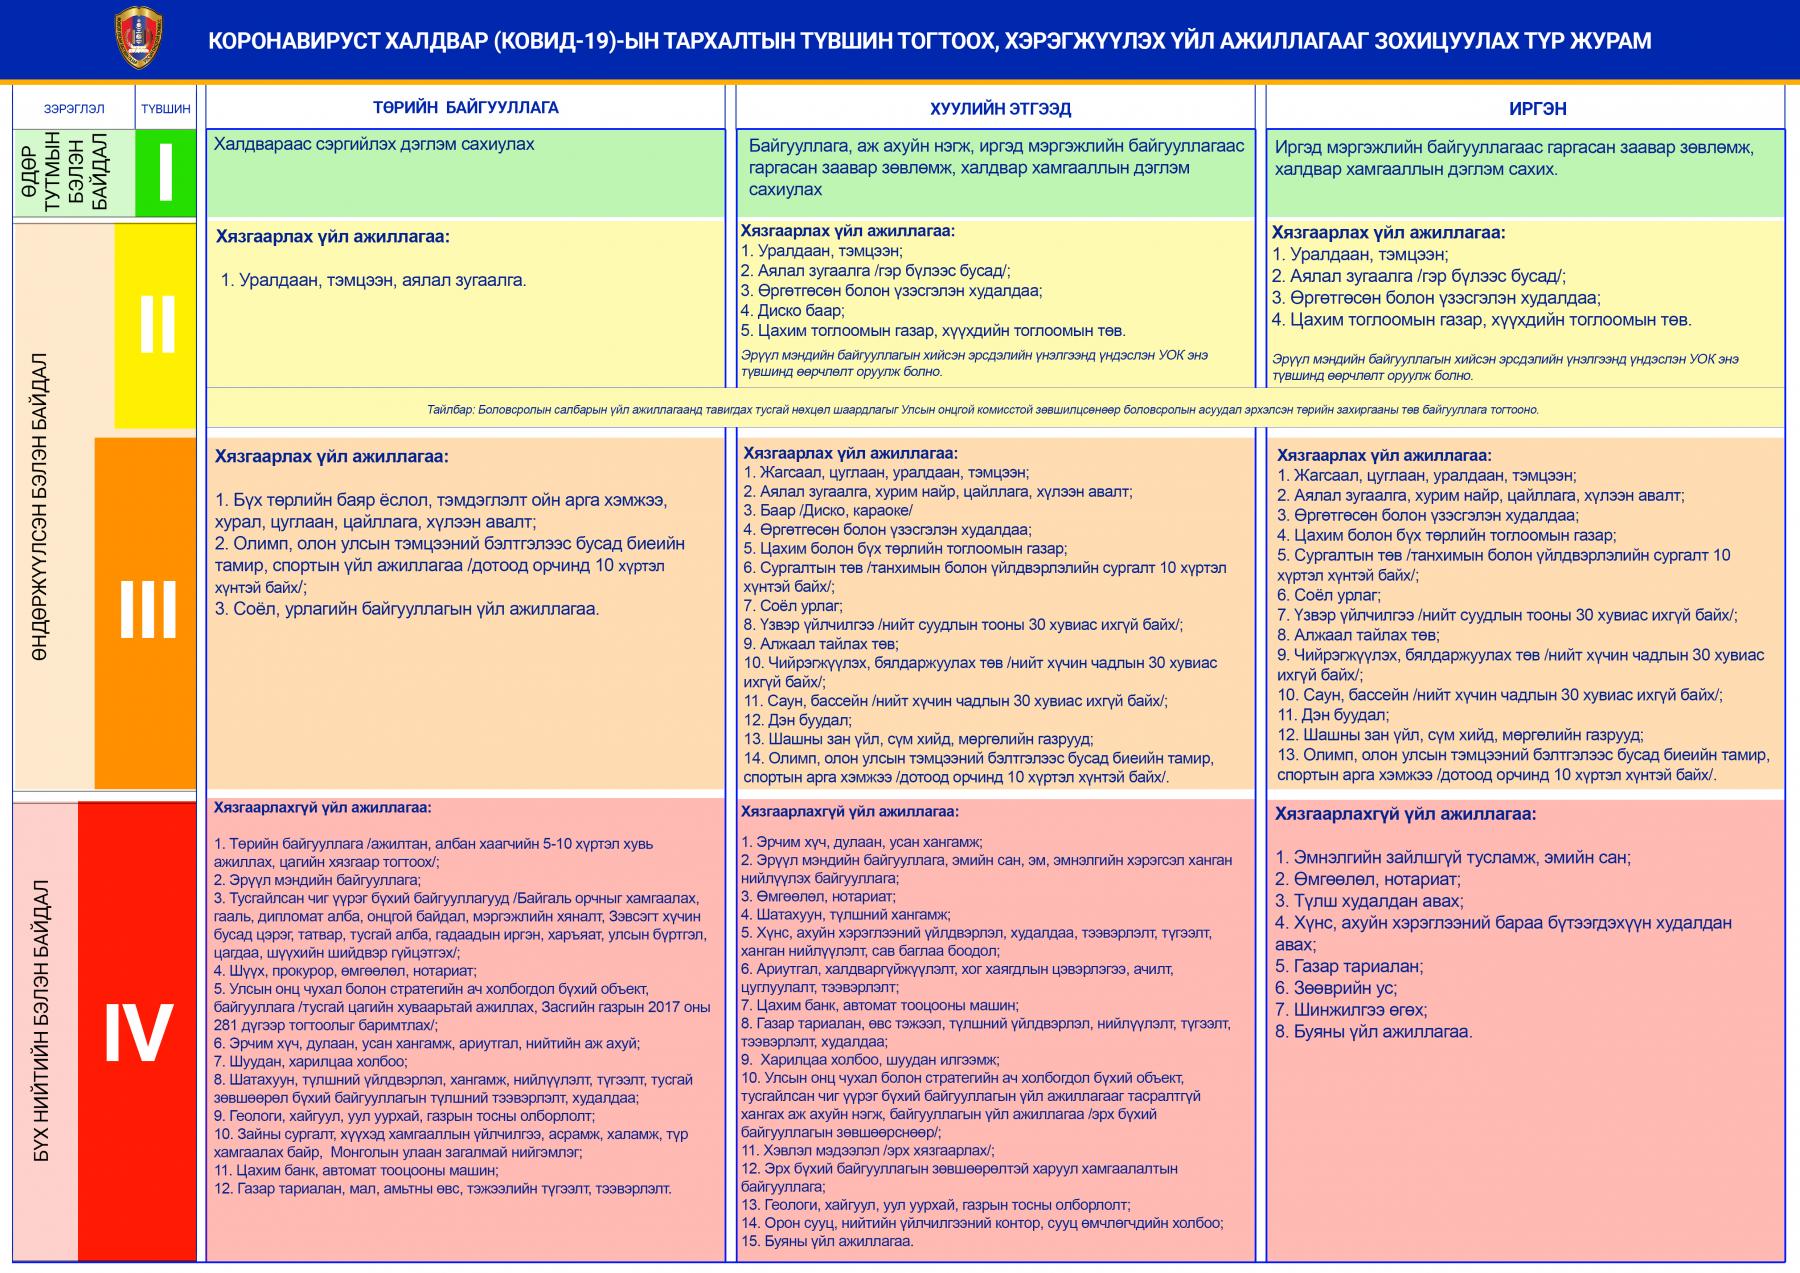 КОРОНАВИРУСТ ХАЛДВАР (КОВИД-19)-ЫН ТАРХАЛТЫН ТҮВШИН ТОГТООХ, ХЭРЭГЖҮҮЛЭХ ҮЙЛ АЖИЛЛАГААГ ЗОХИЦУУЛАХ ТҮР ЖУРАМ
ЗЭРЭГЛЭЛ
ТҮВШИН
ТӨРИЙН БАЙГУУЛЛАГА
ХУУЛИЙН ЭТГЭЭД
ИРГЭН
ӨДӨР
ТУТМЫН
БЭЛЭН
БАЙДАЛ
I
Халдвараас сэргийлэх дэглэм сахиулах
Байгууллага, аж ахуйн нэгж, иргэд мэргэжлийн байгууллагаас
гаргасан заавар зөвлөмж, халдвар хамгааллын дэглэм
сахиулах
Иргэд мэргэжлийн байгууллагаас гаргасан заавар зөвлөмж,
халдвар хамгааллын дэглэм сахих.
ӨНДӨРЖҮҮЛСЭН БЭЛЭН БАЙДАЛ
II
Хязгаарлах үйл ажиллагаа:
1. Уралдаан, тэмцээн, аялал зугаалга.
Хязгаарлах үйл ажиллагаа:
1. Уралдаан, тэмцээн;
2. Аялал зугаалга /гэр бүлээс бусад/;
3. Өргөтгөсөн болон үзэсгэлэн худалдаа;
4. Диско баар;
5. Цахим тоглоомын газар, хүүхдийн тоглоомын төв.
Эрүүл мэндийн байгууллагын хийсэн эрсдэлийн үнэлгээнд үндэслэн УОК энэ
түвшинд өөрчлөлт оруулж болно.
Хязгаарлах үйл ажиллагаа:
1. Уралдаан, тэмцээн;
2. Аялал зугаалга /гэр бүлээс бусад/;
3. Өргөтгөсөн болон үзэсгэлэн худалдаа;
4. Цахим тоглоомын газар, хүүхдийн тоглоомын төв.
Эрүүл мэндийн байгууллагын хийсэн эрсдэлийн үнэлгээнд үндэслэн УОК энэ
түвшинд өөрчлөлт оруулж болно.
Тайлбар: Боловсролын салбарын үйл ажиллагаанд тавигдах тусгай нөхцөл шаардлагыг Улсын онцгой комисстой зөвшилцсөнөөр боловсролын асуудал эрхэлсэн төрийн захиргааны төв байгууллага тогтооно.
III
Хязгаарлах үйл ажиллагаа:
1. Бүх төрлийн баяр ёслол, тэмдэглэлт ойн арга хэмжээ,
хурал, цуглаан, цайллага, хүлээн авалт;
2. Олимп, олон улсын тэмцээний бэлтгэлээс бусад биеийн
тамир, спортын үйл ажиллагаа /дотоод орчинд 10 хүртэл
хүнтэй байх/;
3. Соёл, урлагийн байгууллагын үйл ажиллагаа.
Хязгаарлах үйл ажиллагаа:
1. Жагсаал, цуглаан, уралдаан, тэмцээн;
2. Аялал зугаалга, хурим найр, цайллага, хүлээн авалт;
3. Баар /Диско, караоке/
4. Өргөтгөсөн болон үзэсгэлэн худалдаа;
5. Цахим болон бүх төрлийн тоглоомын газар;
6. Сургалтын төв /танхимын болон үйлдвэрлэлийн сургалт 10 хүртэл
хүнтэй байх/;
7. Соёл урлаг;
8. Үзвэр үйлчилгээ /нийт суудлын тооны 30 хувиас ихгүй байх/;
9. Алжаал тайлах төв;
10. Чийрэгжүүлэх, бялдаржуулах төв /нийт хүчин чадлын 30 хувиас
ихгүй байх/;
11. Саун, бассейн /нийт хүчин чадлын 30 хувиас ихгүй байх/;
12. Дэн буудал;
13. Шашны зан үйл, сүм хийд, мөргөлийн газрууд;
14. Олимп, олон улсын тэмцээний бэлтгэлээс бусад биеийн тамир,
спортын арга хэмжээ /дотоод орчинд 10 хүртэл хүнтэй байх/.
Хязгаарлах үйл ажиллагаа:
1. Жагсаал, цуглаан, уралдаан, тэмцээн;
2. Аялал зугаалга, хурим найр, цайллага, хүлээн авалт;
3. Өргөтгөсөн болон үзэсгэлэн худалдаа;
4. Цахим болон бүх төрлийн тоглоомын газар;
5. Сургалтын төв /танхимын болон үйлдвэрлэлийн сургалт 10
хүртэл хүнтэй байх/;
6. Соёл урлаг;
7. Үзвэр үйлчилгээ /нийт суудлын тооны 30 хувиас ихгүй байх/;
8. Алжаал тайлах төв;
9. Чийрэгжүүлэх, бялдаржуулах төв /нийт хүчин чадлын 30 хувиас
ихгүй байх/;
10. Саун, бассейн /нийт хүчин чадлын 30 хувиас ихгүй байх/;
11. Дэн буудал;
12. Шашны зан үйл, сүм хийд, мөргөлийн газрууд;
13. Олимп, олон улсын тэмцээний бэлтгэлээс бусад биеийн тамир,
спортын арга хэмжээ /дотоод орчинд 10 хүртэл хүнтэй байх/.
БҮХ НИЙТИЙН БЭЛЭН БАЙДАЛ
IV
Хязгаарлахгүй үйл ажиллагаа:
1. Төрийн байгууллага /ажилтан, албан хаагчийн 5-10 хүртэл хувь
ажиллах, цагийн хязгаар тогтоох/;
2. Эрүүл мэндийн байгууллага;
3. Тусгайлсан чиг үүрэг бүхий байгууллагууд /Байгаль орчныг хамгаалах,
гааль, дипломат алба, онцгой байдал, мэргэжлийн хяналт, Зэвсэгт хүчин
бусад цэрэг, татвар, тусгай алба, гадаадын иргэн, харъяат, улсын бүртгэл,
цагдаа, шүүхийн шийдвэр гүйцэтгэх/;
4. Шүүх, прокурор, өмгөөлөл, нотариат;
5. Улсын онц чухал болон стратегийн ач холбогдол бүхий объект,
байгууллага /тусгай цагийн хуваарьтай ажиллах, Засгийн газрын 2017 оны
281 дүгээр тогтоолыг баримтлах/;
6. Эрчим хүч, дулаан, усан хангамж, ариутгал, нийтийн аж ахуй;
7. Шуудан, харилцаа холбоо;
8. Шатахуун, түлшний үйлдвэрлэл, хангамж, нийлүүлэлт, түгээлт, тусгай
зөвшөөрөл бүхий байгууллагын түлшний тээвэрлэлт, худалдаа;
9. Геологи, хайгуул, уул уурхай, газрын тосны олборлолт;
10. Зайны сургалт, хүүхэд хамгааллын үйлчилгээ, асрамж, халамж, түр
хамгаалах байр, Монголын улаан загалмай нийгэмлэг;
11. Цахим банк, автомат тооцооны машин;
12. Газар тариалан, мал, амьтны өвс, тэжээлийн түгээлт, тээвэрлэлт.
Хязгаарлахгүй үйл ажиллагаа:
1. Эрчим хүч, дулаан, усан хангамж;
2. Эрүүл мэндийн байгууллага, эмийн сан, эм, эмнэлгийн хэрэгсэл ханган
нийлүүлэх байгууллага;
3. Өмгөөлөл, нотариат;
4. Шатахуун, түлшний хангамж;
5. Хүнс, ахуйн хэрэглээний үйлдвэрлэл, худалдаа, тээвэрлэлт, түгээлт,
ханган нийлүүлэлт, сав баглаа боодол;
6. Ариутгал, халдваргүйжүүлэлт, хог хаягдлын цэвэрлэгээ, ачилт,
цуглуулалт, тээвэрлэлт;
7. Цахим банк, автомат тооцооны машин;
8. Газар тариалан, өвс тэжээл, түлшний үйлдвэрлэл, нийлүүлэлт, түгээлт,
тээвэрлэлт, худалдаа;
9. Харилцаа холбоо, шуудан илгээмж;
10. Улсын онц чухал болон стратегийн ач холбогдол бүхий объект,
тусгайлсан чиг үүрэг бүхий байгууллагын үйл ажиллагааг тасралтгүй
хангах аж ахуйн нэгж, байгууллагын үйл ажиллагаа /эрх бүхий
байгууллагын зөвшөөрснөөр/;
11. Хэвлэл мэдээлэл /эрх хязгаарлах/;
12. Эрх бүхий байгууллагын зөвшөөрөлтэй харуул хамгаалалтын
байгууллага;
13. Геологи, хайгуул, уул уурхай, газрын тосны олборлолт;
14. Орон сууц, нийтийн үйлчилгээний контор, сууц өмчлөгчдийн холбоо;
15. Буяны үйл ажиллагаа.
Хязгаарлахгүй үйл ажиллагаа:
1. Эмнэлгийн зайлшгүй тусламж, эмийн сан;
2. Өмгөөлөл, нотариат;
3. Түлш худалдан авах;
4. Хүнс, ахуйн хэрэглээний бараа бүтээгдэхүүн худалдан
авах;
5. Газар тариалан;
6. Зөөврийн ус;
7. Шинжилгээ өгөх;
8. Буяны үйл ажиллагаа.